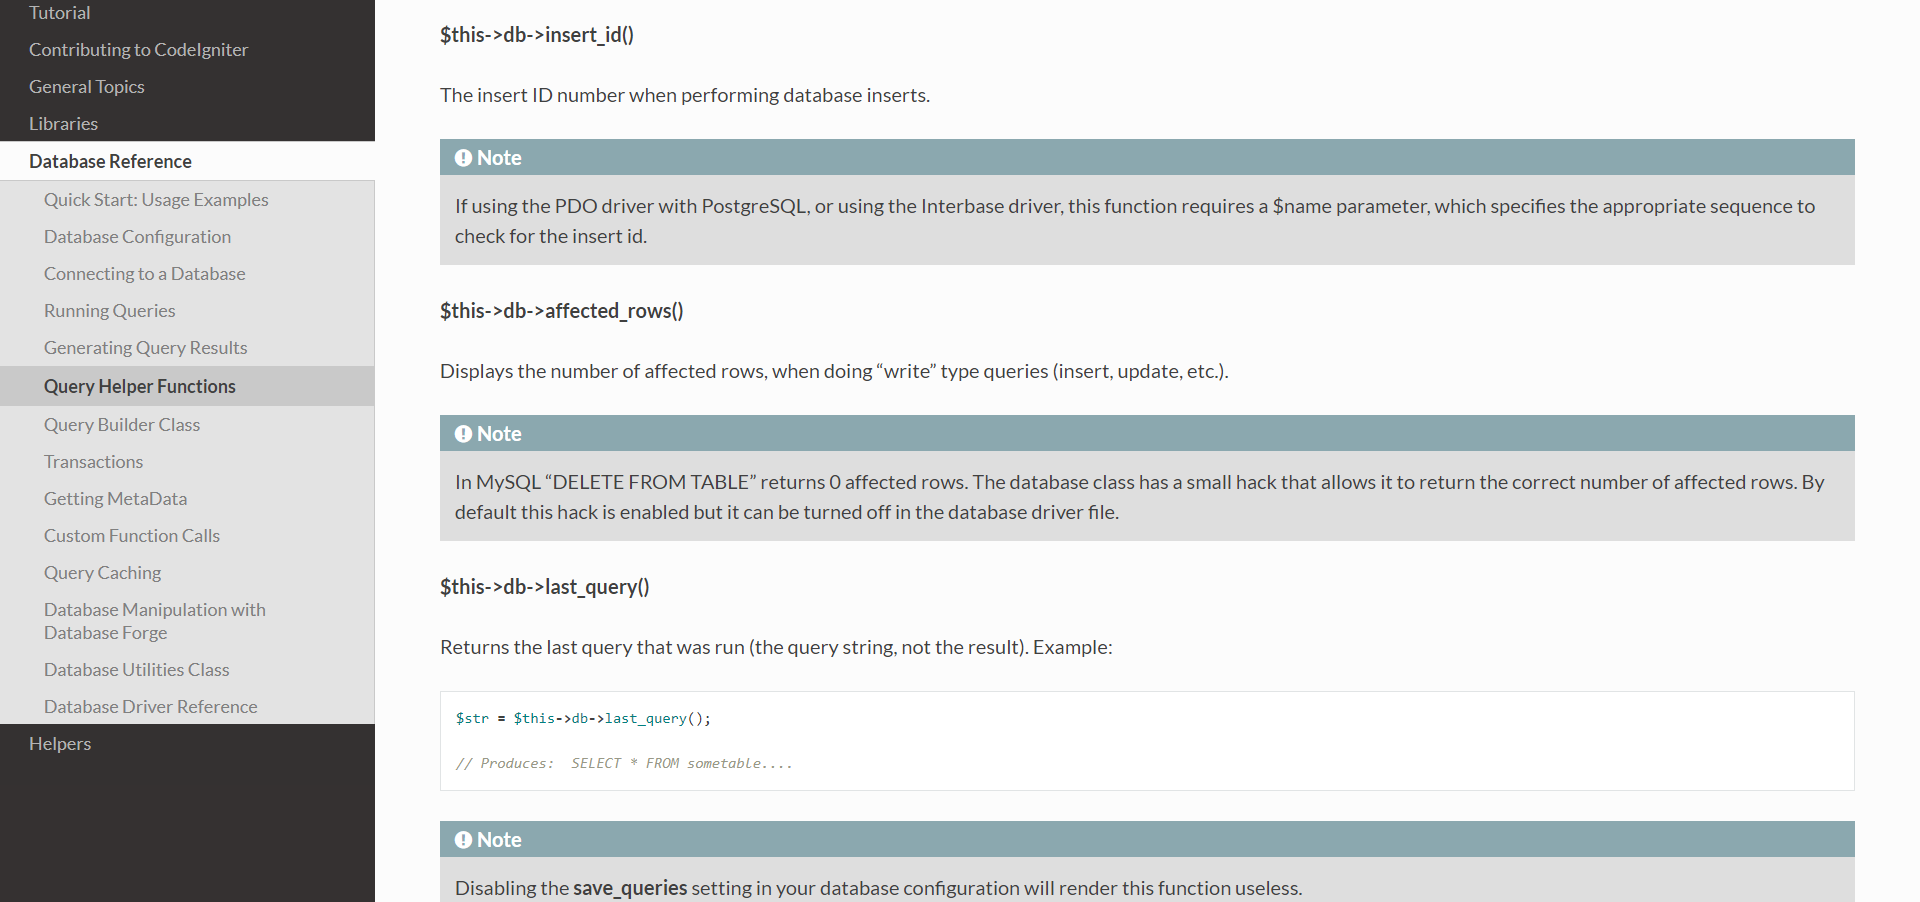 Tutorial
Contributing to CodeIgniter
General Topics
Libraries
Database Reference
Quick Start: Usage Examples
Database Configuration
Connecting to a Database
Running Queries
Generating Query Results
Query Helper Functions
Query Builder Class
Transactions
Getting MetaData
Custom Function Calls
Query Caching
Database Manipulation with
Database Forge
Database Utilities Class
Database Driver Reference
Helpers
$this->db->insert_id()
The insert ID number when performing database inserts.
Note
If using the PDO driver with PostgreSQL, or using the Interbase driver, this function requires a $name parameter, which specifies the appropriate sequence to
check for the insert id.
$this->db->affected_rows()
Displays the number of affected rows, when doing “write” type queries (insert, update, etc.).
Note
In MySQL “DELETE FROM TABLE” returns 0 affected rows. The database class has a small hack that allows it to return the correct number of affected rows. By
default this hack is enabled but it can be turned off in the database driver file.
$this->db->last_query()
Returns the last query that was run (the query string, not the result). Example:
$str = $this->db->last_query();
// Produces:  SELECT * FROM sometable....
Note
Disabling the save_queries setting in your database configuration will render this function useless.